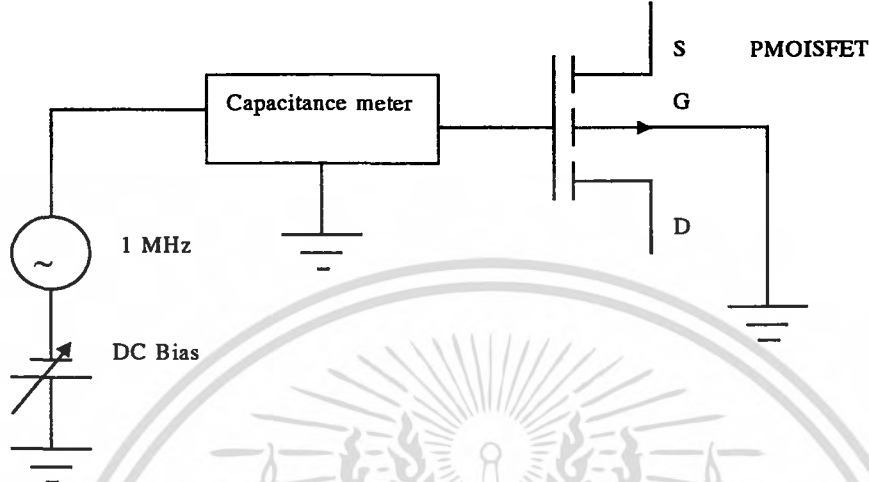 S PMOISFET
Capacitance meter
G
D
1 MHz
~
DC Bias